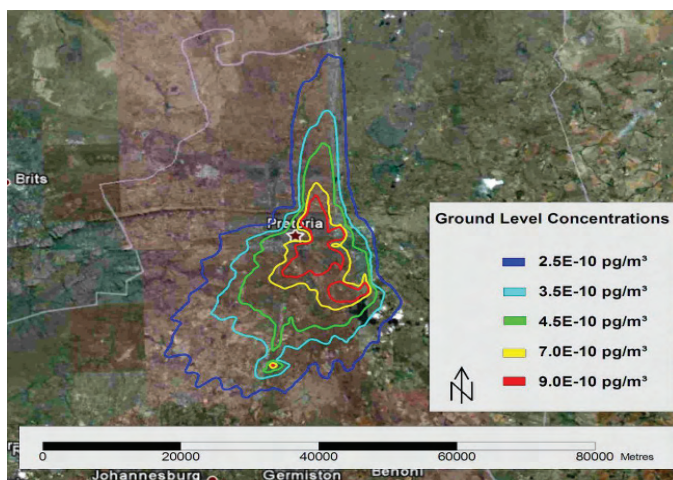 Brits
Pretoria
Ground Level Concentrations
2.5E-10 pg/m³
3.5E-10 pg/m³
4.5E-10 pg/m³
7.0E-10 pg/m³
9.0E-10 pg/m³
N
0 20000 40000 60000 80000 Metres
Johannesburg Germiston Benoni